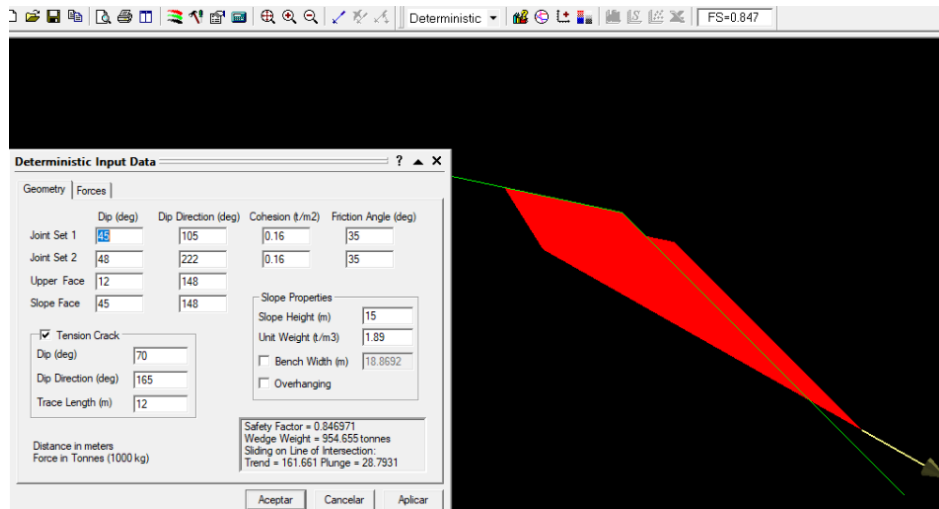 Deterministic FS=0.847
Deterministic Input Data
Geometry Forces
Dip (deg) Dip Direction (deg) Cohesion (t/m2) Friction Angle (deg)
Joint Set 1 45 105 0.16 35
Joint Set 2 48 222 0.16 35
Upper Face 12 148
Slope Face 45 148
Slope Properties
Slope Height (m) 15
Unit Weight (t/m3) 1.89
Bench Width (m) 18.8692
Overhanging
Tension Crack
Dip (deg) 70
Dip Direction (deg) 165
Trace Length (m) 12
Distance in meters
Force in Tonnes (1000 kg)
Safety Factor = 0.846971
Wedge Weight = 954.655 tonnes
Sliding on Line of Intersection:
Trend = 161.661 Plunge = 28.7931
Aceptar Cancelar Aplicar